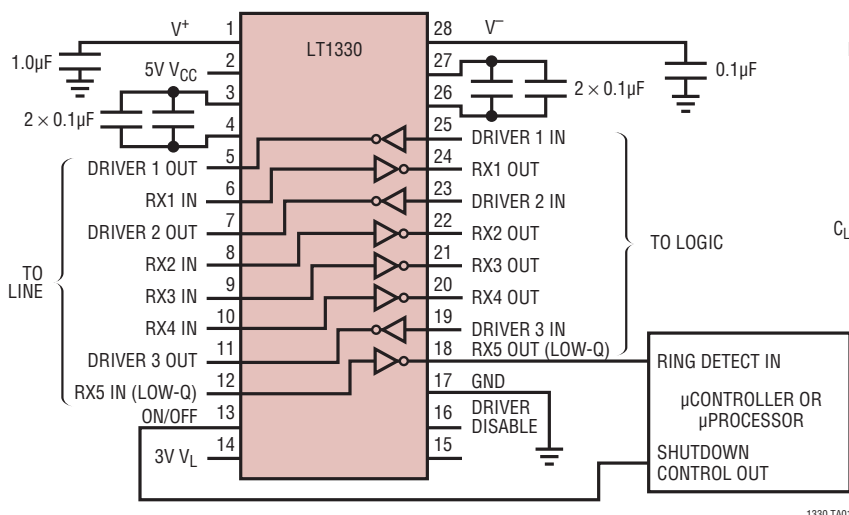 V+
1
28
V–
LT1330
1.0µF
5V VCC
2
27
0.1µF
3
2 × 0.1µF
2 × 0.1µF
26
4
25
DRIVER 1 IN
DRIVER 1 OUT
5
24
RX1 OUT
RX1 IN
6
23
DRIVER 2 IN
DRIVER 2 OUT
7
22
RX2 OUT
RX2 IN
8
21
RX3 OUT
TO LOGIC
TO
LINE
RX3 IN
9
20
RX4 OUT
RX4 IN
10
19
DRIVER 3 IN
DRIVER 3 OUT
11
18
RX5 OUT (LOW-Q)
RING DETECT IN
RX5 IN (LOW-Q)
12
17
GND
µCONTROLLER OR
µPROCESSOR
ON/OFF
13
16
DRIVER
DISABLE
3V VL
14
15
SHUTDOWN
CONTROL OUT
CL